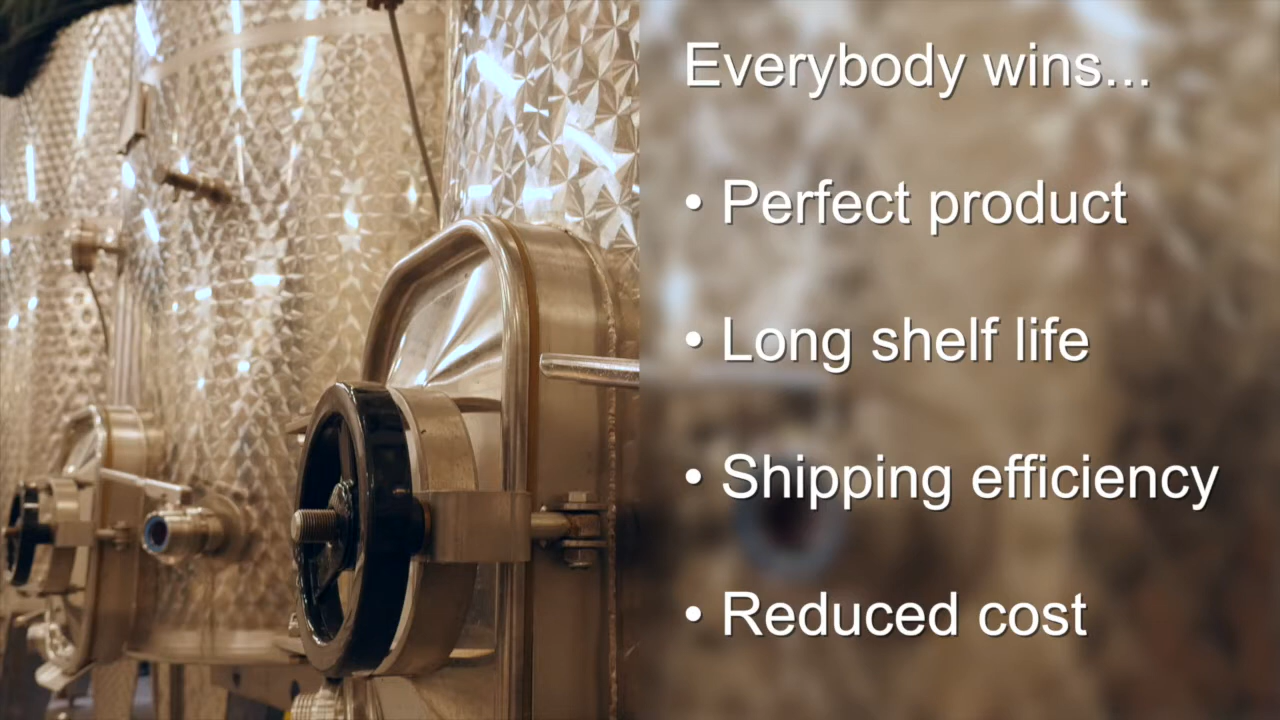 Everybody wins...
• Perfect product
• Long shelf life
• Shipping efficiency
• Reduced cost